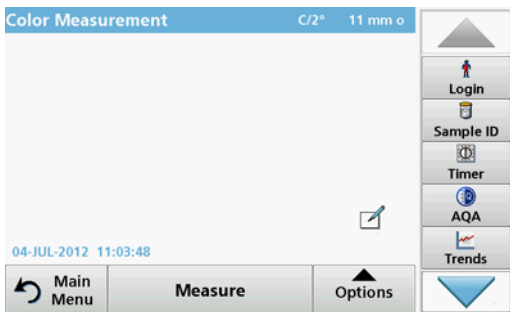 Color Measurement C/2° 11 mm o
Login
Sample ID
Timer
AQA
Trends
04-JUL-2012 11:03:48
Main
Menu
Measure
Options